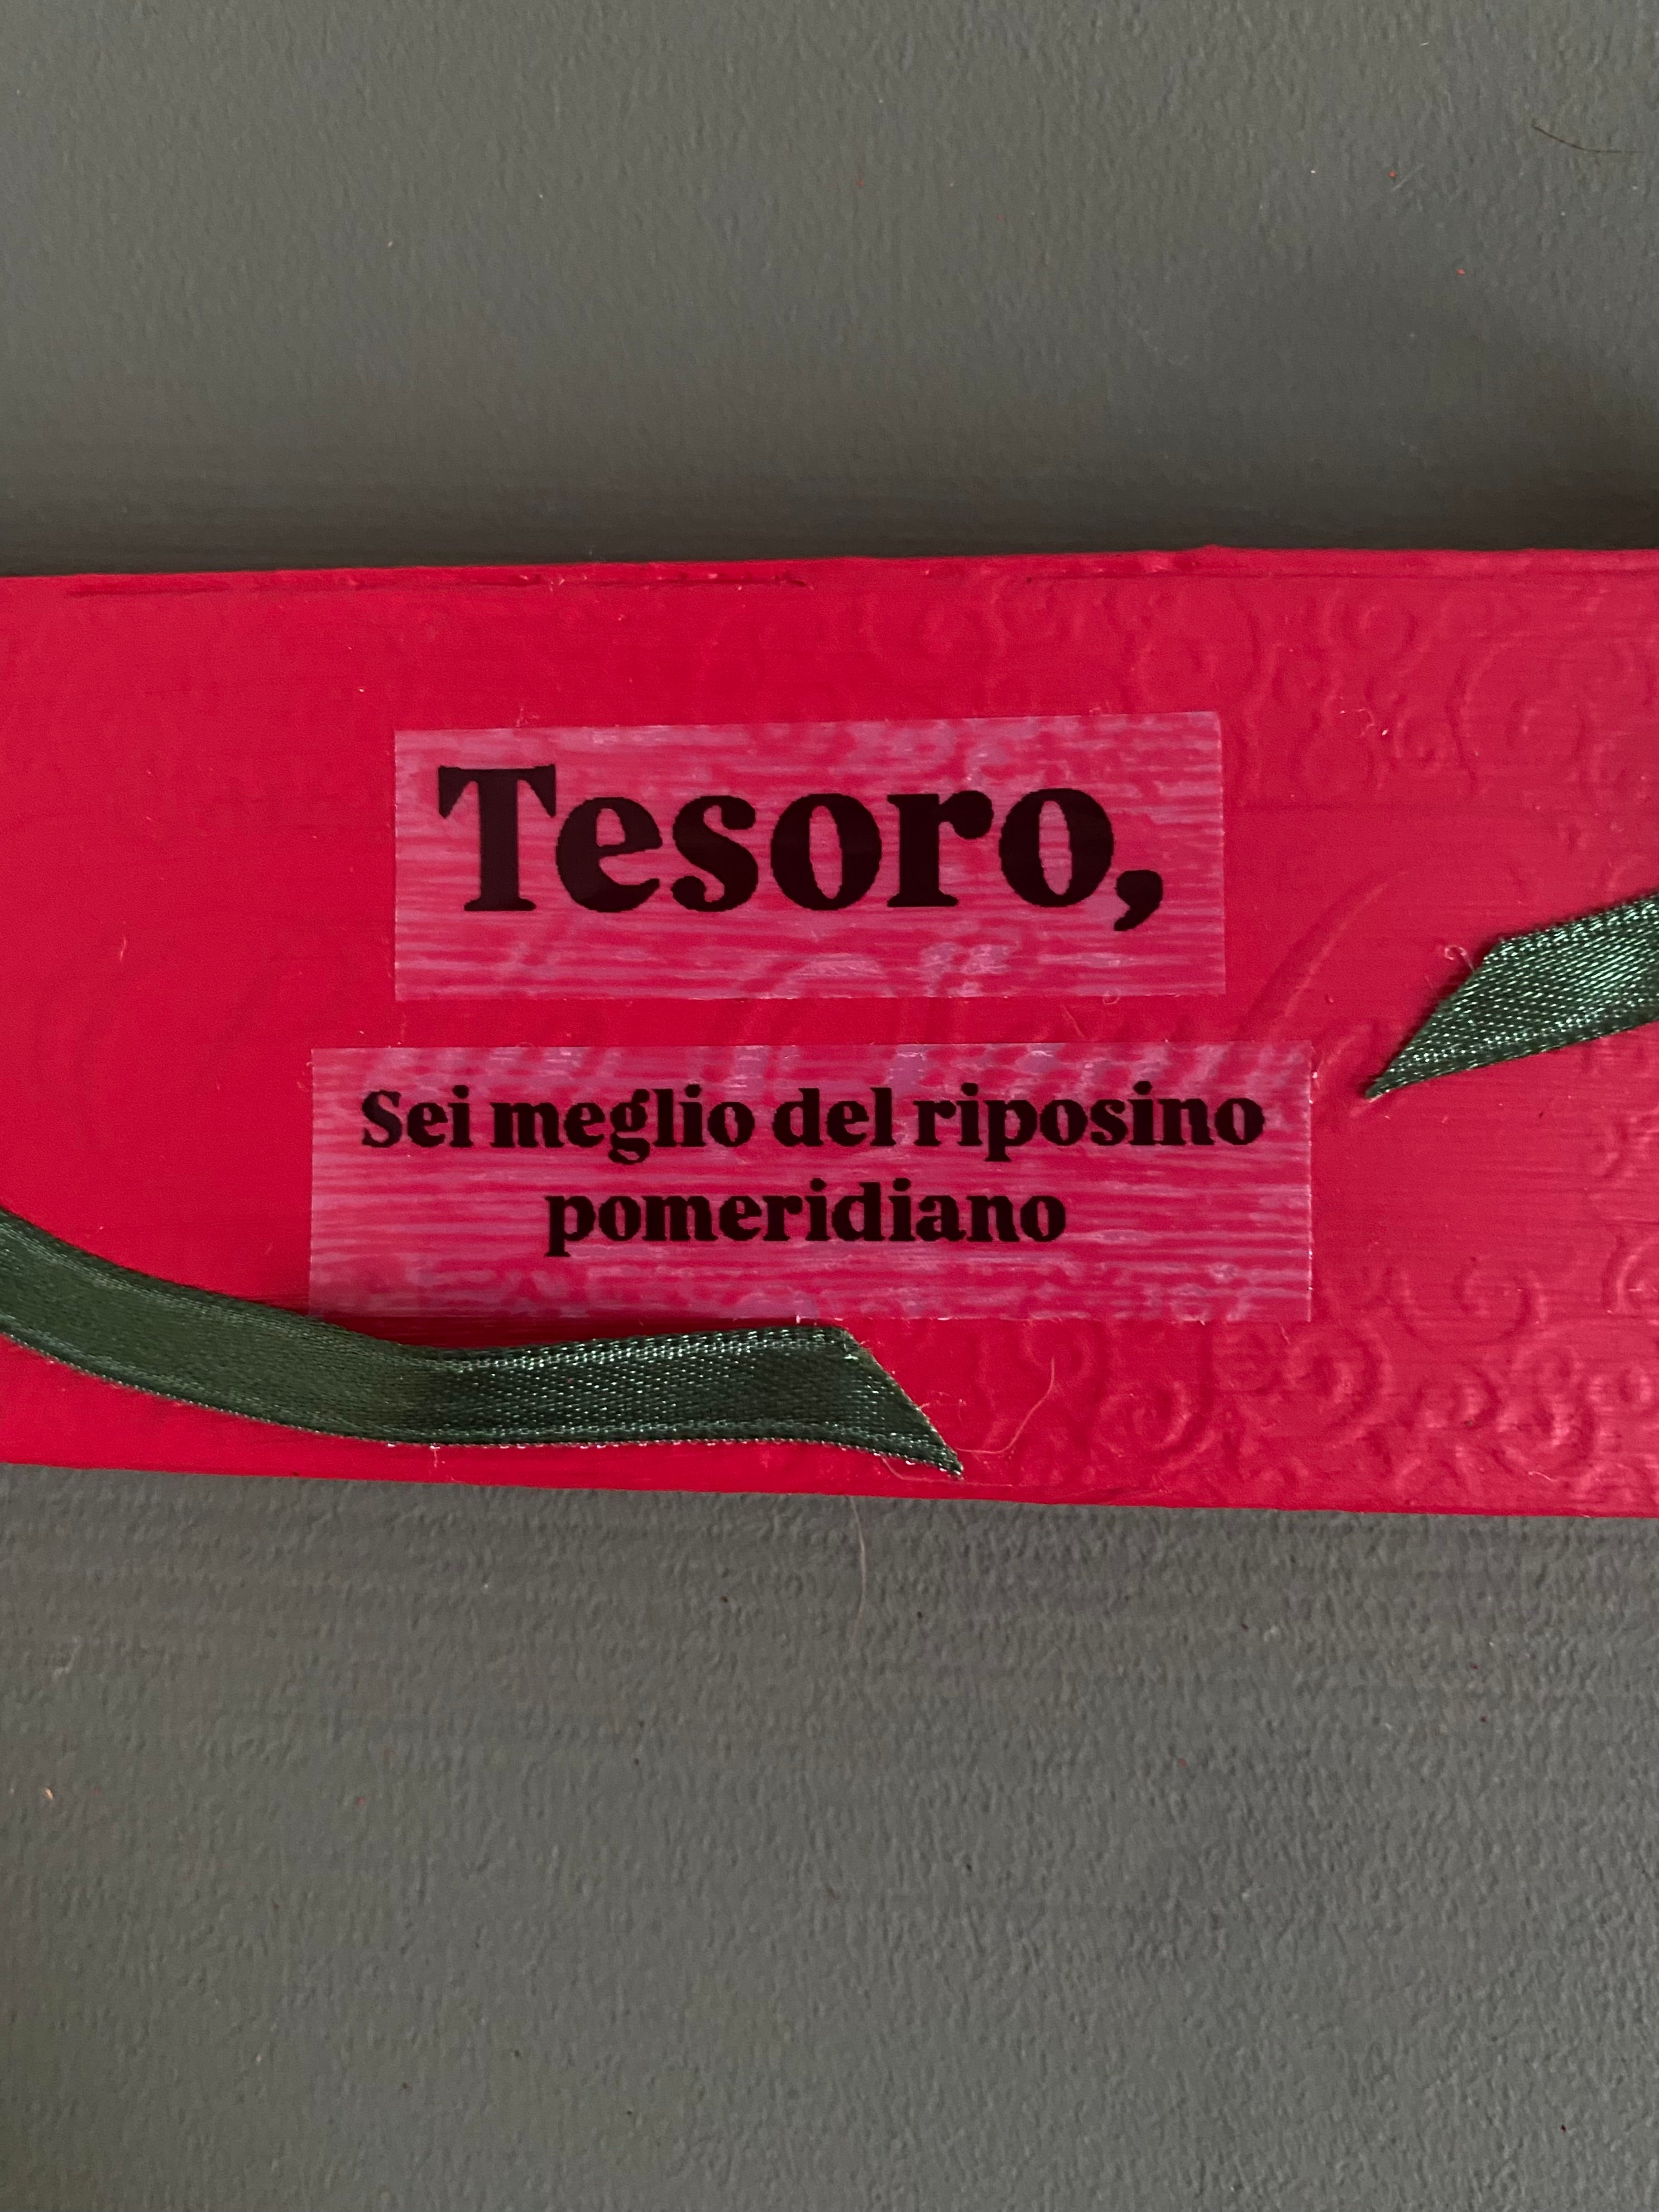 Tesoro,
Sei meglio del riposino
pomeridiano